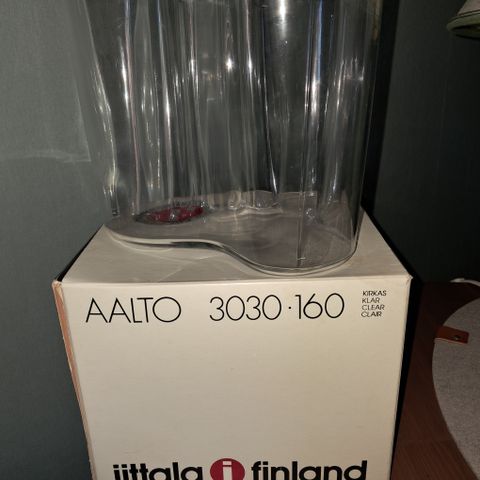 AALTO 3030·160
KIRKAS
KLAR
CLEAR
CLAIR
iittala i finland